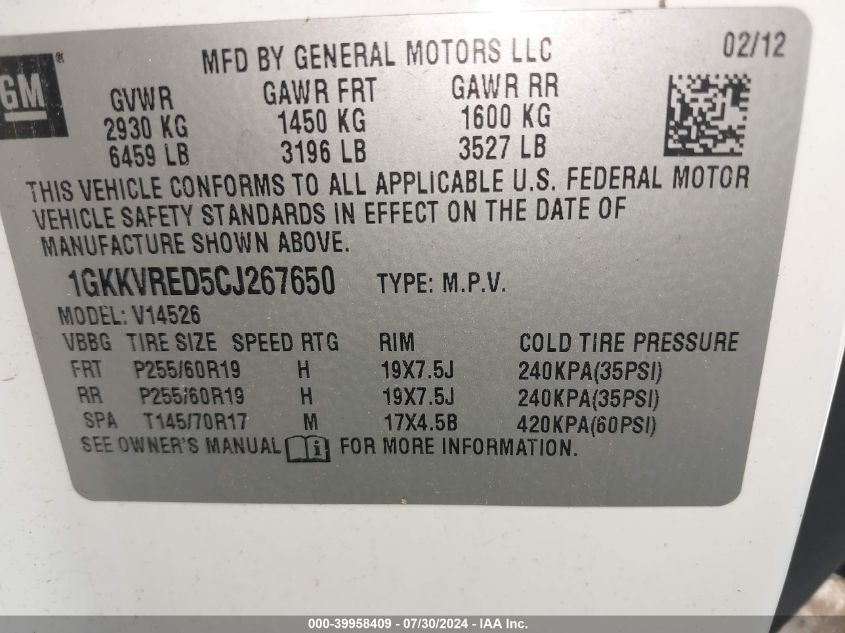 GM®
MFD BY GENERAL MOTORS LLC 02/12
GVWR GAWR FRT GAWR RR
2930 KG 1450 KG 1600 KG
6459 LB 3196 LB 3527 LB
THIS VEHICLE CONFORMS TO ALL APPLICABLE U.S. FEDERAL MOTOR
VEHICLE SAFETY STANDARDS IN EFFECT ON THE DATE OF
MANUFACTURE SHOWN ABOVE.
1GKKVRED5CJ267650 TYPE: M.P.V.
MODEL: V14526
VBBG TIRE SIZE SPEED RTG RIM COLD TIRE PRESSURE
FRT P255/60R19 H 19X7.5J 240KPA(35PSI)
RR P255/60R19 H 19X7.5J 240KPA(35PSI)
SPA T145/70R17 M 17X4.5B 420KPA(60PSI)
SEE OWNER'S MANUAL i FOR MORE INFORMATION.
000-39958409 - 07/30/2024 - IAA Inc.